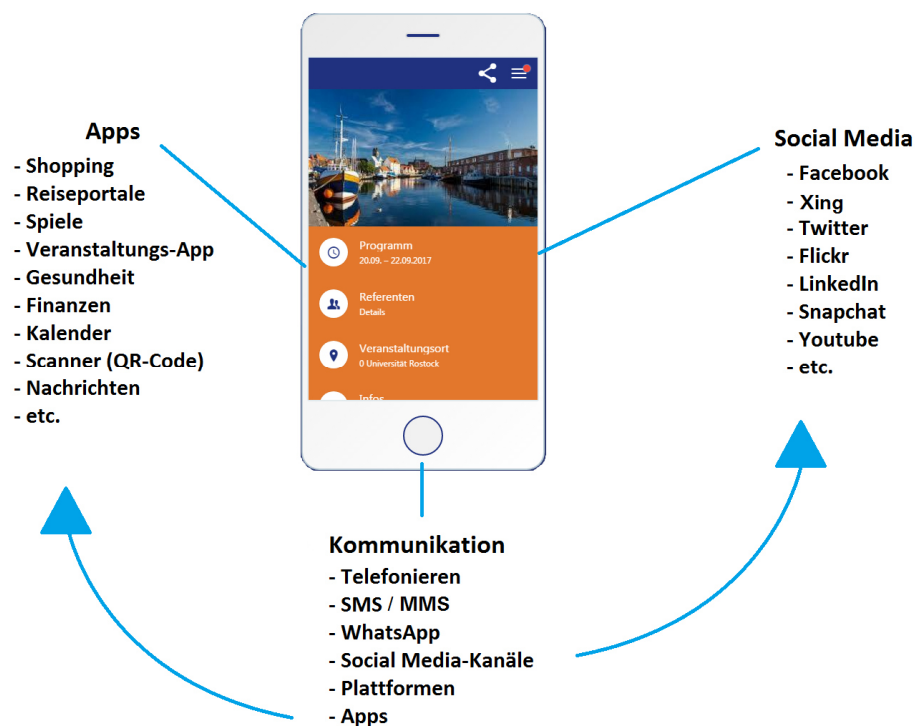 Apps
- Shopping
- Reiseportale
- Spiele
- Veranstaltungs-App
- Gesundheit
- Finanzen
- Kalender
- Scanner (QR-Code)
- Nachrichten
- etc.
Programm
20.09. – 22.09.2017
Referenten
Details
Veranstaltungsort
0 Universität Rostock
Infos
Social Media
- Facebook
- Xing
- Twitter
- Flickr
- LinkedIn
- Snapchat
- Youtube
- etc.
Kommunikation
- Telefonieren
- SMS / MMS
- WhatsApp
- Social Media-Kanäle
- Plattformen
- Apps